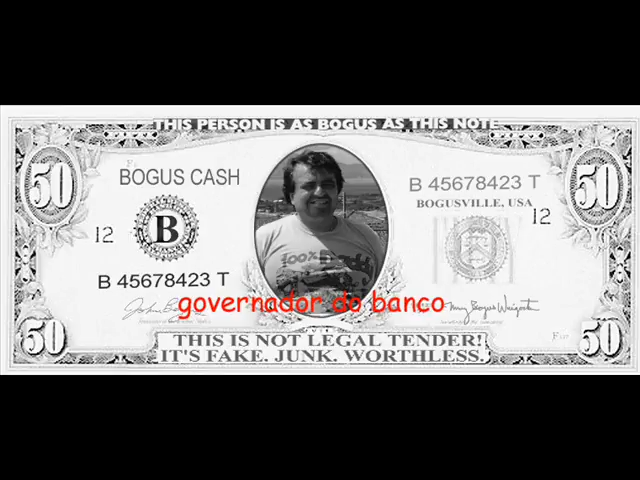 THIS PERSON IS AS BOGUS AS THIS NOTE
50
50
BOGUS CASH
B 45678423 T
BOGUSVILLE, USA
12
12
B
B 45678423 T
100%
governador do banco
50
50
THIS IS NOT LEGAL TENDER!
IT'S FAKE. JUNK. WORTHLESS.